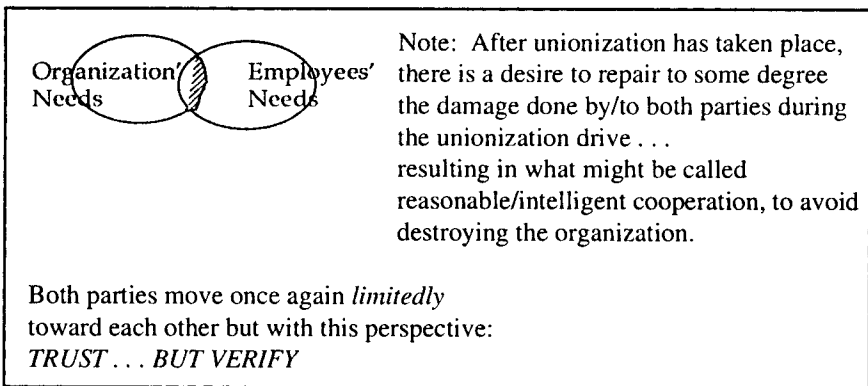 Organization' Employees'
Needs Needs
Note: After unionization has taken place,
there is a desire to repair to some degree
the damage done by/to both parties during
the unionization drive . . .
resulting in what might be called
reasonable/intelligent cooperation, to avoid
destroying the organization.
Both parties move once again limitedly
toward each other but with this perspective:
TRUST . . . BUT VERIFY